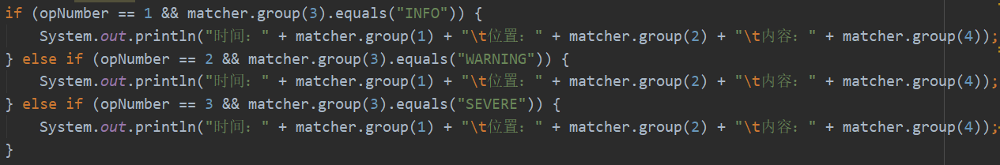 if (opNumber == 1 && matcher.group(3).equals("INFO")) {
    System.out.println("时间：" + matcher.group(1) + "\t位置：" + matcher.group(2) + "\t内容：" + matcher.group(4));
} else if (opNumber == 2 && matcher.group(3).equals("WARNING")) {
    System.out.println("时间：" + matcher.group(1) + "\t位置：" + matcher.group(2) + "\t内容：" + matcher.group(4));
} else if (opNumber == 3 && matcher.group(3).equals("SEVERE")) {
    System.out.println("时间：" + matcher.group(1) + "\t位置：" + matcher.group(2) + "\t内容：" + matcher.group(4));
}